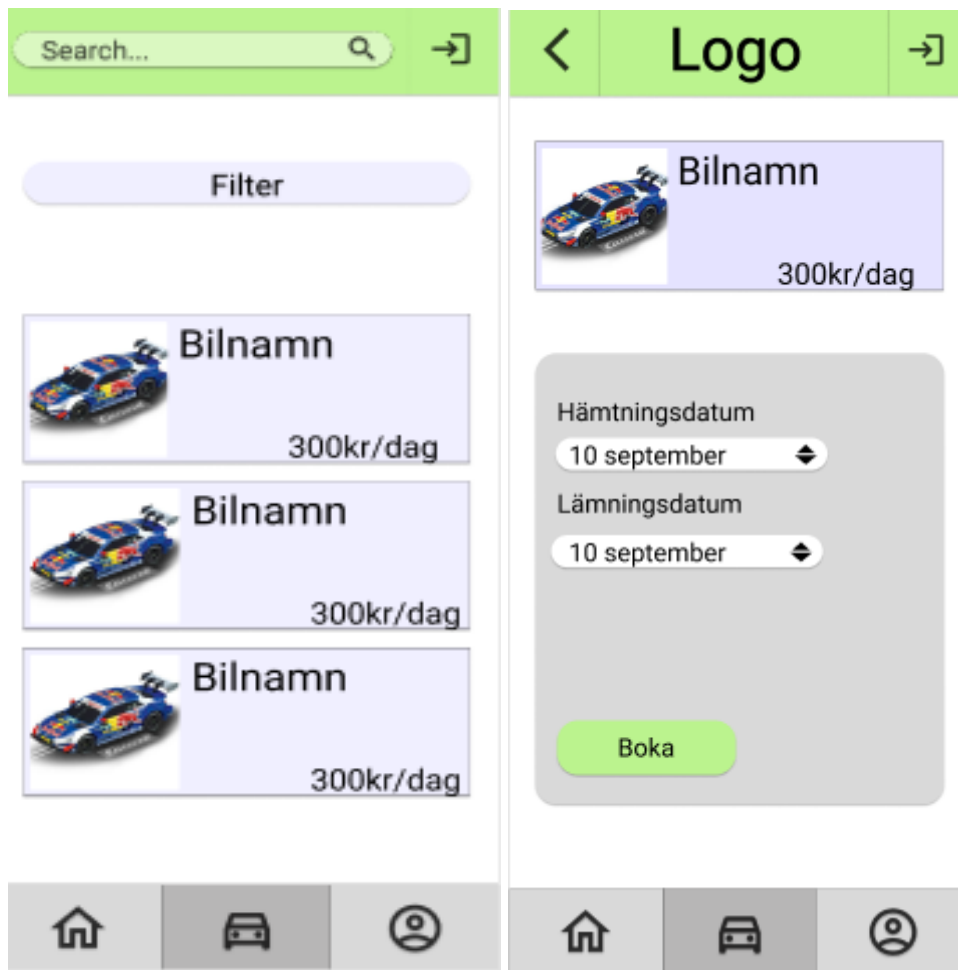 Search...
Filter
Bilnamn
300kr/dag
Bilnamn
300kr/dag
Bilnamn
300kr/dag
Logo
Bilnamn
300kr/dag
Hämtningsdatum
10 september
Lämningsdatum
10 september
Boka